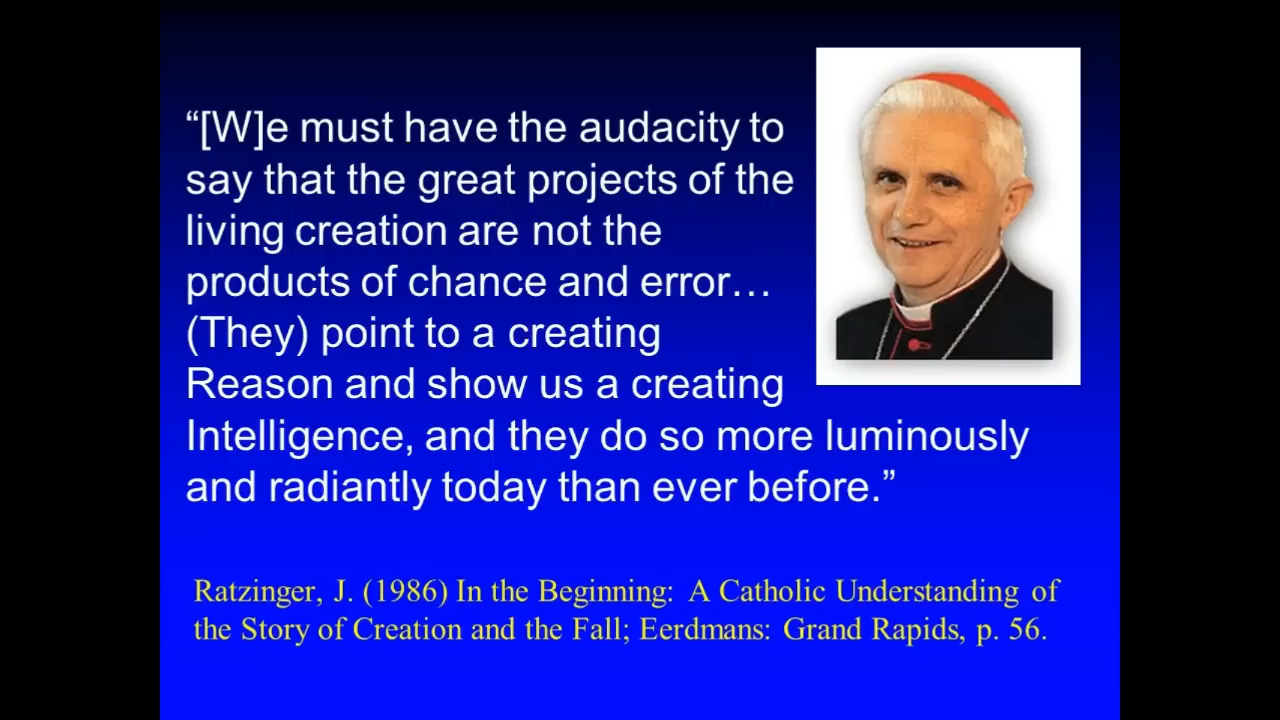 “[W]e must have the audacity to
say that the great projects of the
living creation are not the
products of chance and error…
(They) point to a creating
Reason and show us a creating
Intelligence, and they do so more luminously
and radiantly today than ever before.”
Ratzinger, J. (1986) In the Beginning: A Catholic Understanding of
the Story of Creation and the Fall; Eerdmans: Grand Rapids, p. 56.